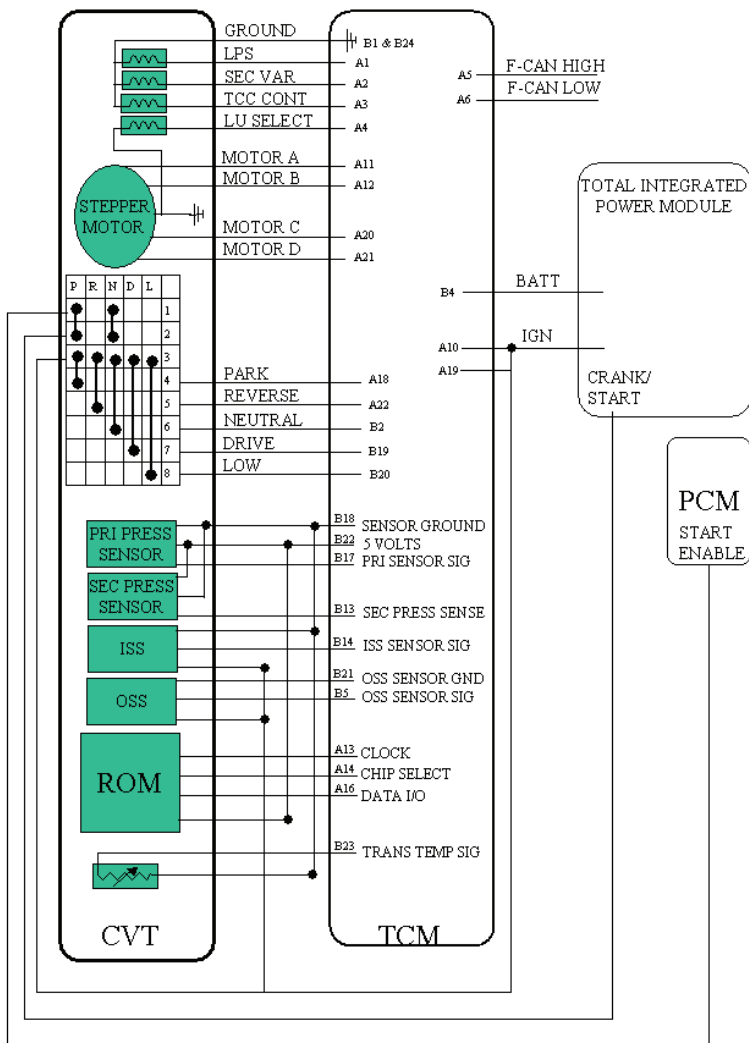 GROUND
B1 & B24
LPS
A1
SEC VAR
A2
TCC CONT
A3
LU SELECT
A4
A5
F-CAN HIGH
A6
F-CAN LOW
MOTOR A
A11
MOTOR B
A12
STEPPER
MOTOR
MOTOR C
A20
MOTOR D
A21
TOTAL INTEGRATED
POWER MODULE
B4
BATT
A10
IGN
A19
CRANK/
START
P R N D L
1
2
3
4
5
6
7
8
PARK
A18
REVERSE
A22
NEUTRAL
B2
DRIVE
B19
LOW
B20
PCM
START
ENABLE
PRI PRESS
SENSOR
B18 SENSOR GROUND
B22 5 VOLTS
B17 PRI SENSOR SIG
SEC PRESS
SENSOR
B13 SEC PRESS SENSE
ISS
B14 ISS SENSOR SIG
OSS
B21 OSS SENSOR GND
B5 OSS SENSOR SIG
ROM
A13 CLOCK
A14 CHIP SELECT
A16 DATA I/O
B23 TRANS TEMP SIG
CVT
TCM